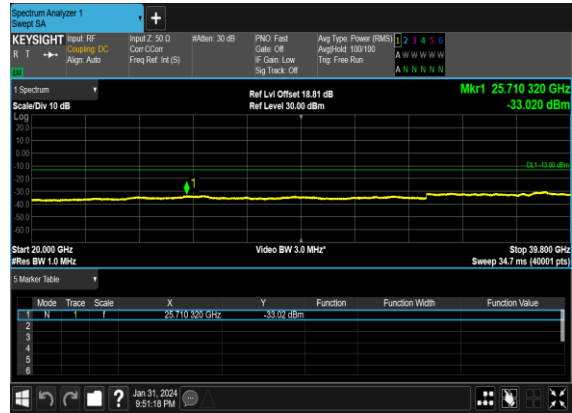 Spectrum Analyzer 1
Swept SA
+
KEYSIGHT Input: RF Input Z: 50 Ω #Atten: 30 dB PNO: Fast Avg Type: Power (RMS) 1 2 3 4 5 6
R T Coupling: DC Corr CCorr Gate: Off Avg|Hold: 100/100 A W W W W W
Align: Auto Freq Ref: Int (S) IF Gain: Low Trig: Free Run
Sig Track: Off A N N N N N
1 Spectrum Ref Lvl Offset 18.81 dB Mkr1 25.710 320 GHz
Scale/Div 10 dB Ref Level 30.00 dBm -33.020 dBm
Log
20.0
10.0
0.00
-10.0
DL1 -13.00 dBm
-20.0
1
-30.0
-40.0
-50.0
-60.0
Start 20.000 GHz Video BW 3.0 MHz* Stop 39.800 GHz
#Res BW 1.0 MHz Sweep 34.7 ms (40001 pts)
5 Marker Table
Mode Trace Scale X Y Function Function Width Function Value
1 N 1 f 25.710 320 GHz -33.02 dBm
2
3
4
5
6
? Jan 31, 2024
9:51:18 PM